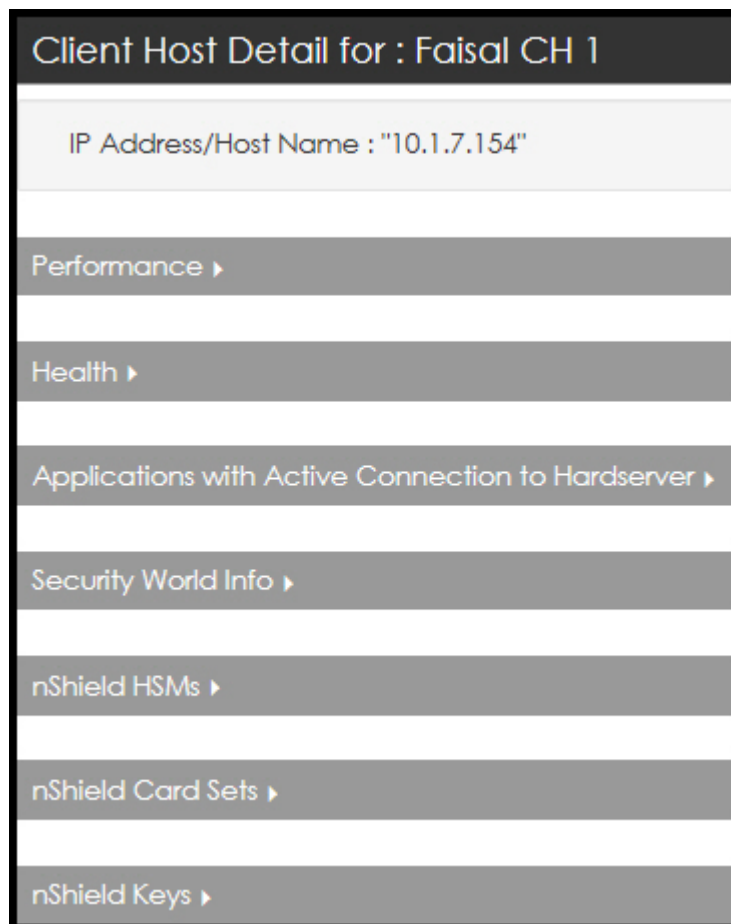 Client Host Detail for : Faisal CH 1
IP Address/Host Name : "10.1.7.154"
Performance
Health
Applications with Active Connection to Hardserver
Security World Info
nShield HSMs
nShield Card Sets
nShield Keys